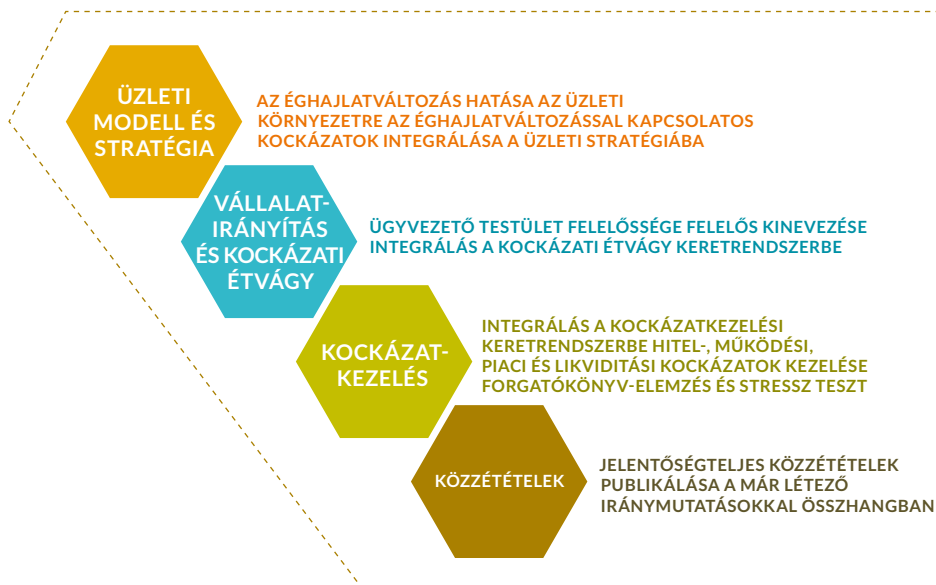 ÜZLETI
MODELL ÉS
STRATÉGIA
AZ ÉGHAJLATVÁLTOZÁS HATÁSA AZ ÜZLETI
KÖRNYEZETRE AZ ÉGHAJLATVÁLTOZÁSSAL KAPCSOLATOS
KOCKÁZATOK INTEGRÁLÁSA A ÜZLETI STRATÉGIÁBA
VÁLLALAT-
IRÁNYÍTÁS
ÉS KOCKÁZATI
ÉTVÁGY
ÜGYVEZETŐ TESTÜLET FELELŐSSÉGE FELELŐS KINEVEZÉSE
INTEGRÁLÁS A KOCKÁZATI ÉTVÁGY KERETRENDSZERBE
KOCKÁZAT-
KEZELÉS
INTEGRÁLÁS A KOCKÁZATKEZELÉSI
KERETRENDSZERBE HITEL-, MŰKÖDÉSI,
PIACI ÉS LIKVIDITÁSI KOCKÁZATOK KEZELÉSE
FORGATÓKÖNYV-ELEMZÉS ÉS STRESSZ TESZT
KÖZZÉTÉTELEK
JELENTŐSÉGTELJES KÖZZÉTÉTELEK
PUBLIKÁLÁSA A MÁR LÉTEZŐ
IRÁNYMUTATÁSOKKAL ÖSSZHANGBAN